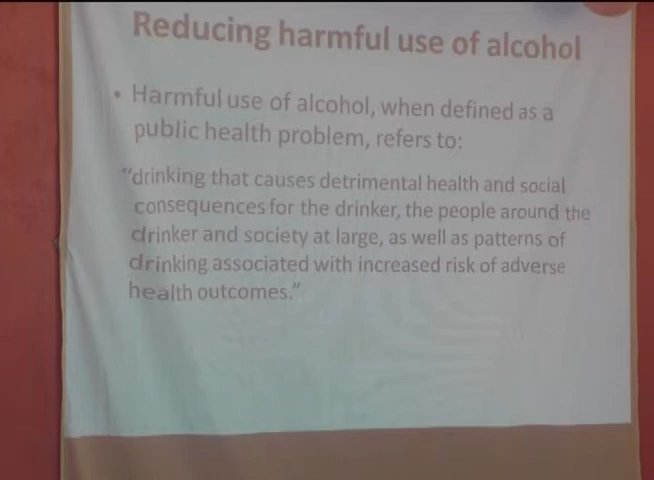 Reducing harmful use of alcohol
• Harmful use of alcohol, when defined as a
public health problem, refers to:
"drinking that causes detrimental health and social
consequences for the drinker, the people around the
drinker and society at large, as well as patterns of
drinking associated with increased risk of adverse
health outcomes."